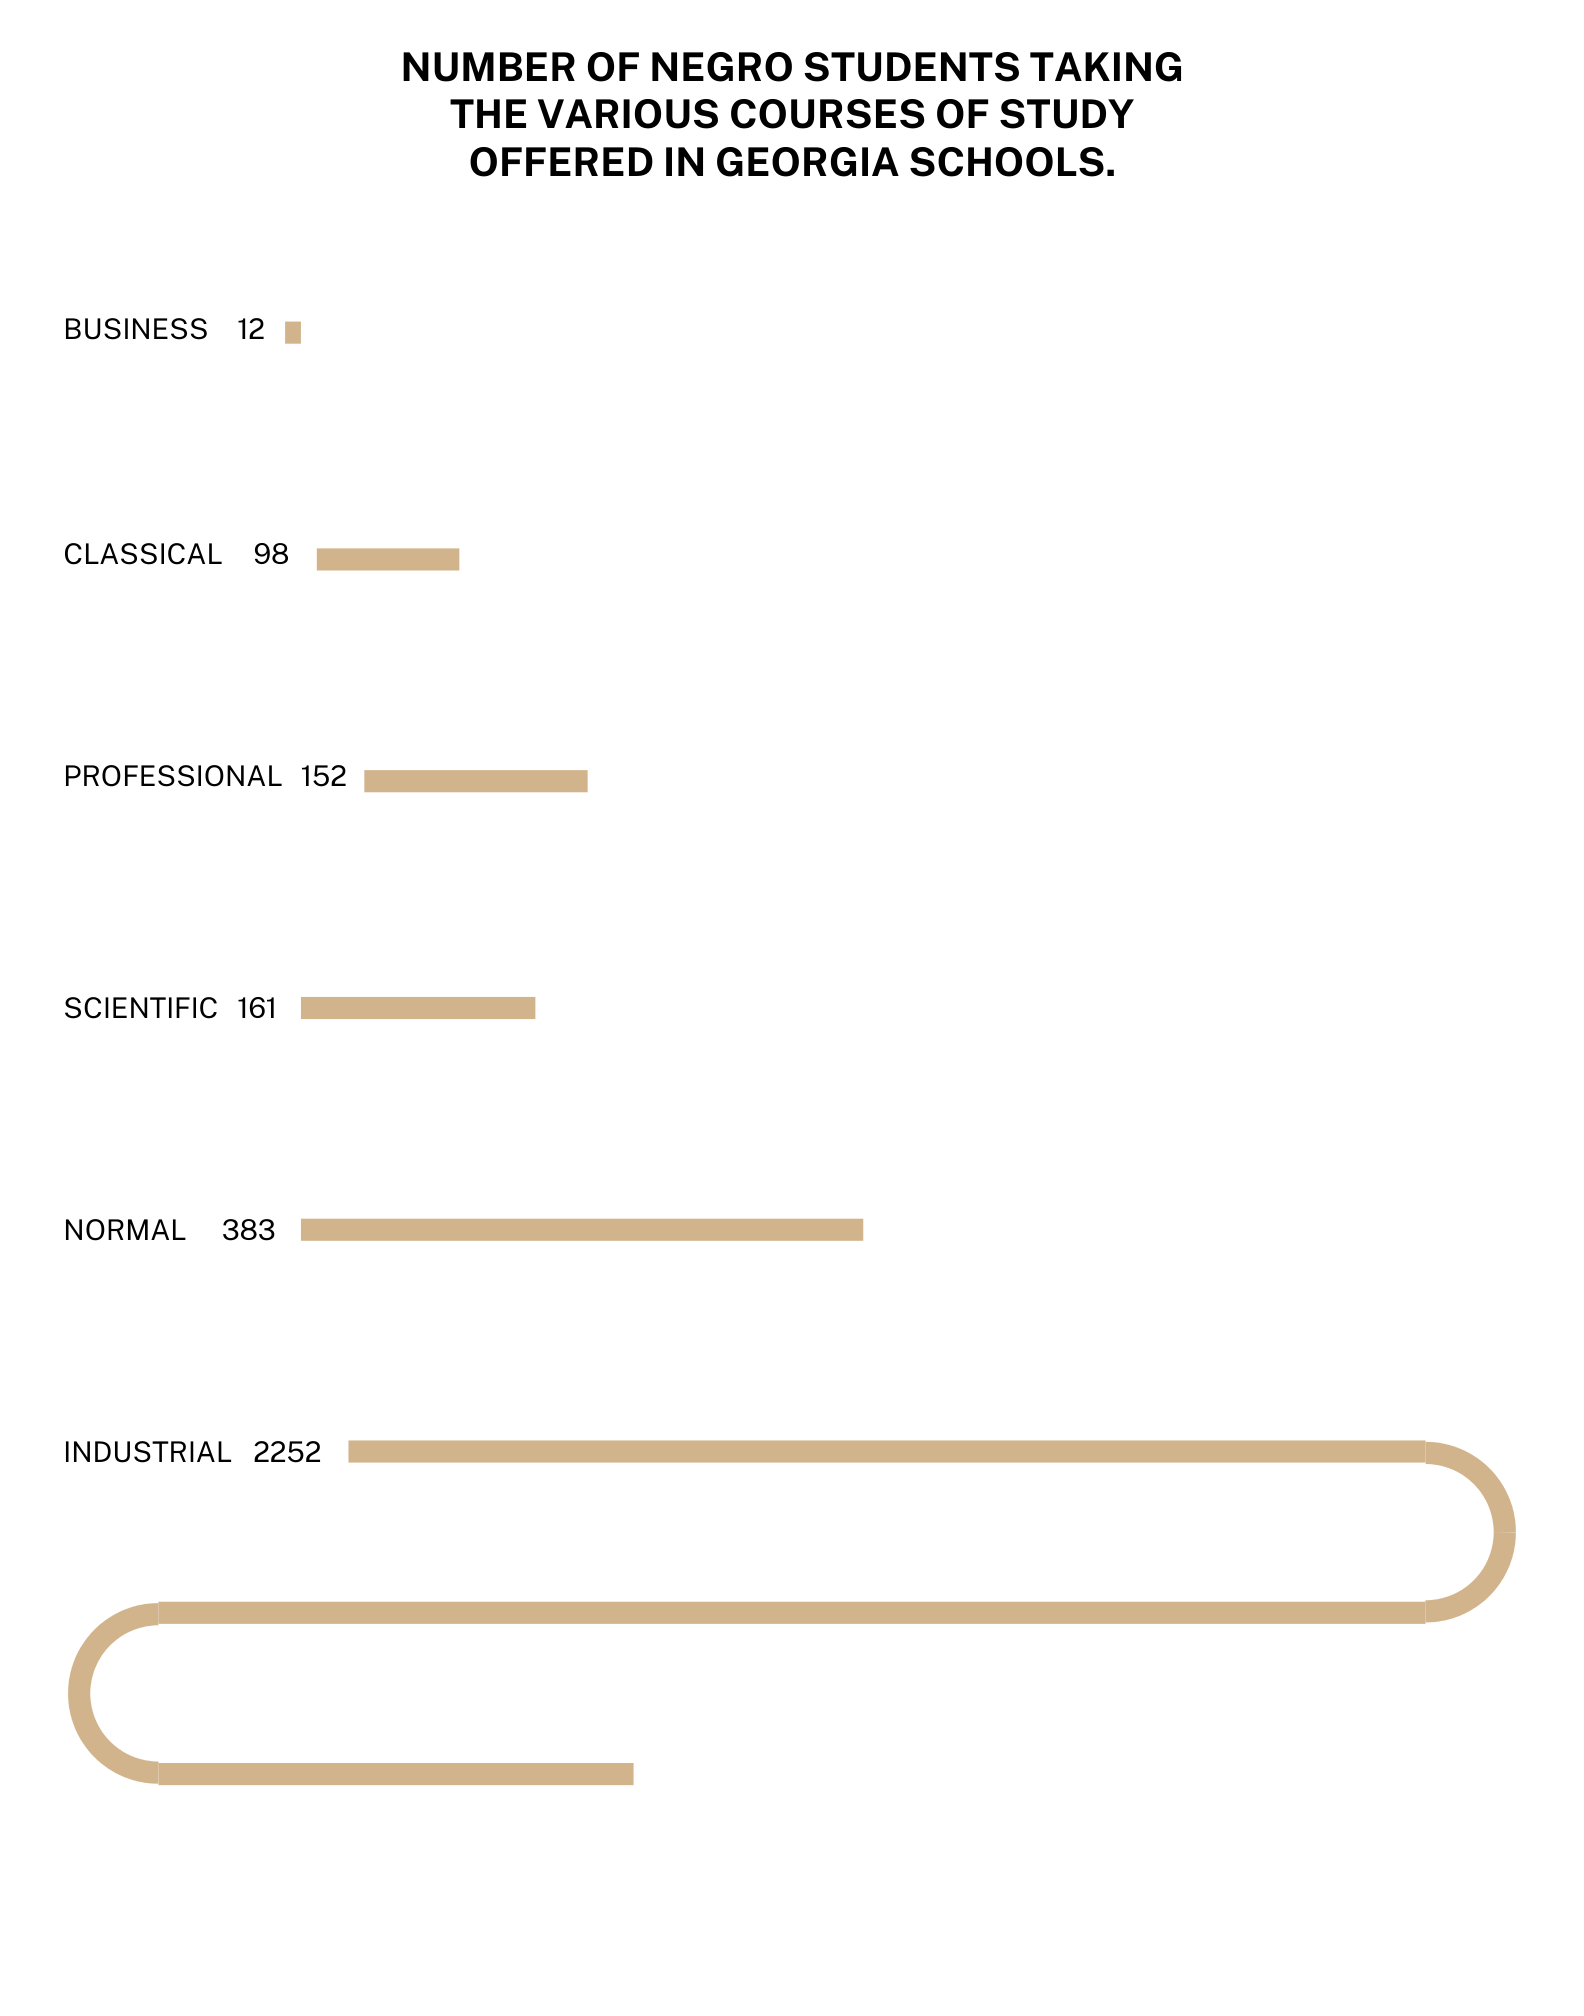 NUMBER OF NEGRO STUDENTS TAKING
THE VARIOUS COURSES OF STUDY
OFFERED IN GEORGIA SCHOOLS.
BUSINESS 12
CLASSICAL 98
PROFESSIONAL 152
SCIENTIFIC 161
NORMAL 383
INDUSTRIAL 2252